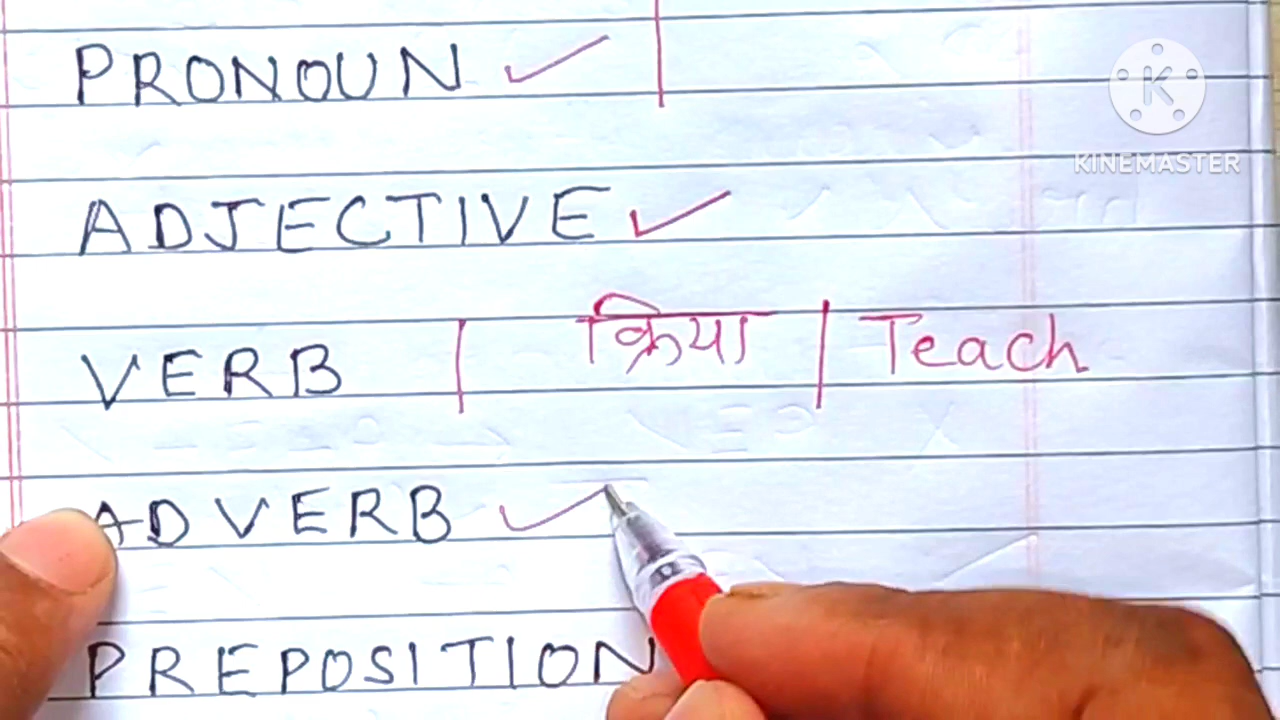 PRONOUN
KINEMASTER
ADJECTIVE
VERB | क्रिया | Teach
ADVERB
PREPOSITION